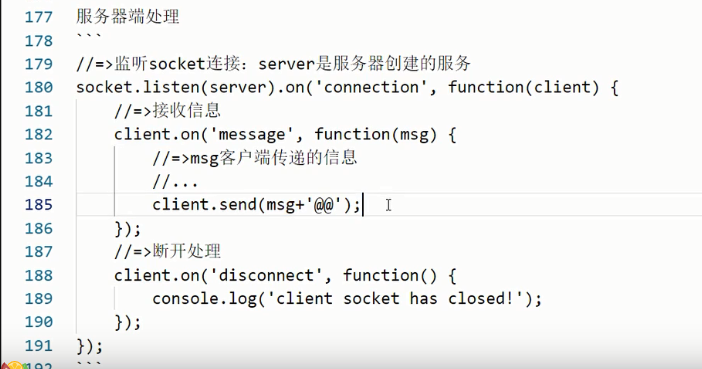 177 服务器端处理
178 ```
179 //=>监听socket连接：server是服务器创建的服务
180 socket.listen(server).on('connection', function(client) {
181     //=>接收信息
182     client.on('message', function(msg) {
183         //=>msg客户端传递的信息
184         //...
185         client.send(msg+'@@');
186     });
187     //=>断开处理
188     client.on('disconnect', function() {
189         console.log('client socket has closed!');
190     });
191 });
192 ```